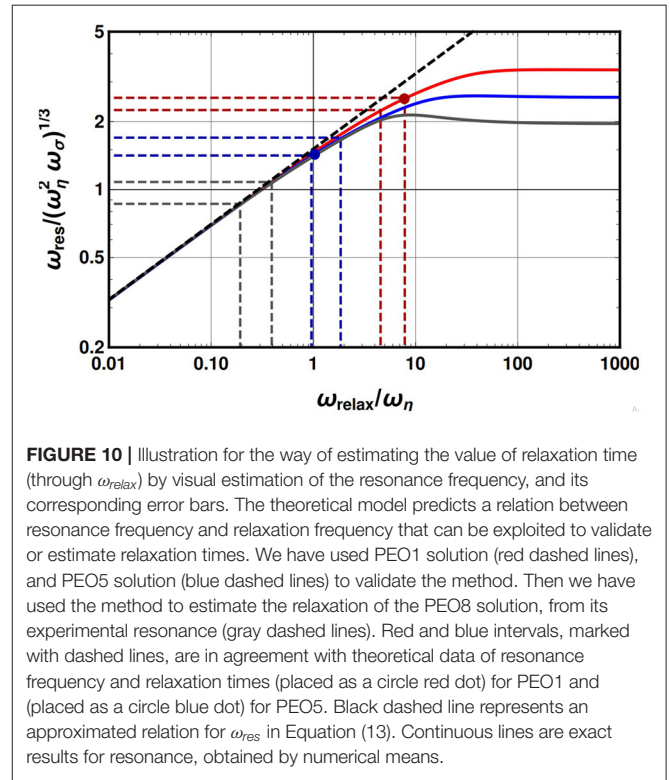 5
2
1
0.5
0.2
0.01
0.10
1
10
100
1000
ω_res/(ω_η^2 ω_σ)^1/3
ω_relax/ω_η
FIGURE 10 | Illustration for the way of estimating the value of relaxation time
(through ω_relax) by visual estimation of the resonance frequency, and its
corresponding error bars. The theoretical model predicts a relation between
resonance frequency and relaxation frequency that can be exploited to validate
or estimate relaxation times. We have used PEO1 solution (red dashed lines),
and PEO5 solution (blue dashed lines) to validate the method. Then we have
used the method to estimate the relaxation of the PEO8 solution, from its
experimental resonance (gray dashed lines). Red and blue intervals, marked
with dashed lines, are in agreement with theoretical data of resonance
frequency and relaxation times (placed as a circle red dot) for PEO1 and
(placed as a circle blue dot) for PEO5. Black dashed line represents an
approximated relation for ω_res in Equation (13). Continuous lines are exact
results for resonance, obtained by numerical means.